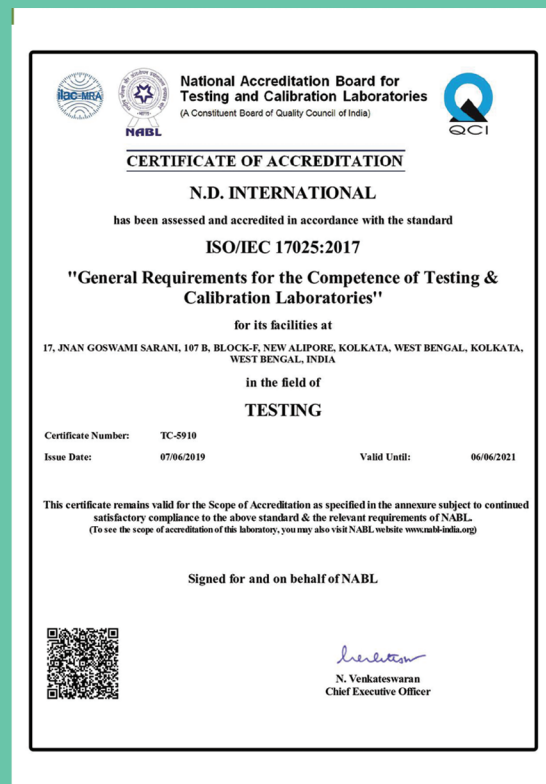 ilac-MRA
NABL
National Accreditation Board for
Testing and Calibration Laboratories
(A Constituent Board of Quality Council of India)
QCI
CERTIFICATE OF ACCREDITATION
N.D. INTERNATIONAL
has been assessed and accredited in accordance with the standard
ISO/IEC 17025:2017
"General Requirements for the Competence of Testing &
Calibration Laboratories"
for its facilities at
17, JNAN GOSWAMI SARANI, 107 B, BLOCK-F, NEW ALIPORE, KOLKATA, WEST BENGAL, KOLKATA,
WEST BENGAL, INDIA
in the field of
TESTING
Certificate Number: TC-5910
Issue Date: 07/06/2019 Valid Until: 06/06/2021
This certificate remains valid for the Scope of Accreditation as specified in the annexure subject to continued
satisfactory compliance to the above standard & the relevant requirements of NABL.
(To see the scope of accreditation of this laboratory, you may also visit NABL website www.nabl-india.org)
Signed for and on behalf of NABL
N. Venkateswaran
Chief Executive Officer